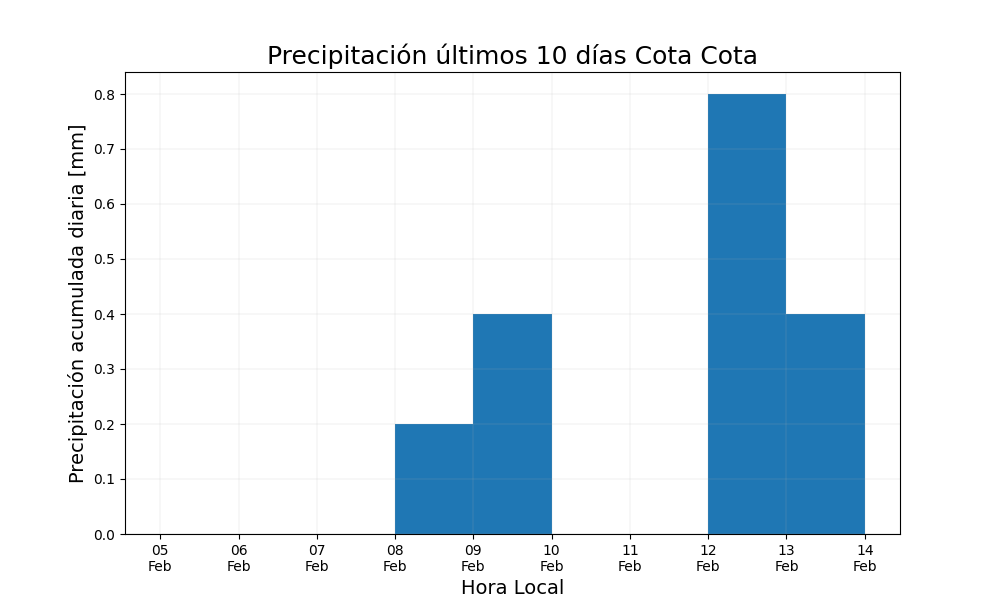 Precipitación últimos 10 días Cota Cota
Precipitación acumulada diaria [mm]
0.8
0.7
0.6
0.5
0.4
0.3
0.2
0.1
0.0
05 06 07 08 09 10 11 12 13 14
Feb Feb Feb Feb Feb Feb Feb Feb Feb Feb
Hora Local